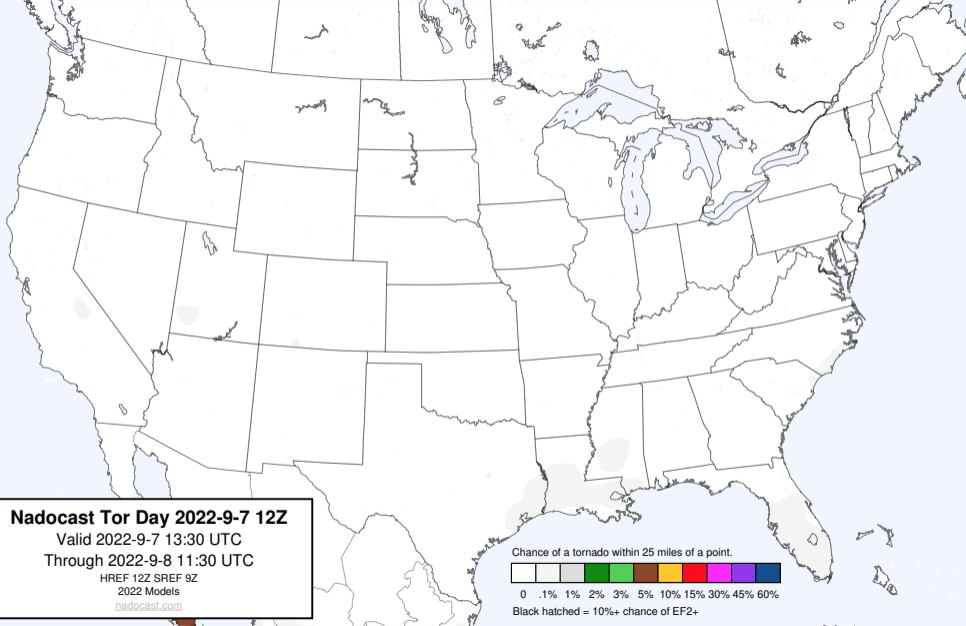 Nadocast Tor Day 2022-9-7 12Z
Valid 2022-9-7 13:30 UTC
Through 2022-9-8 11:30 UTC
HREF 12Z SREF 9Z
2022 Models
nadocast.com
Chance of a tornado within 25 miles of a point.
0 .1% 1% 2% 3% 5% 10% 15% 30% 45% 60%
Black hatched = 10%+ chance of EF2+